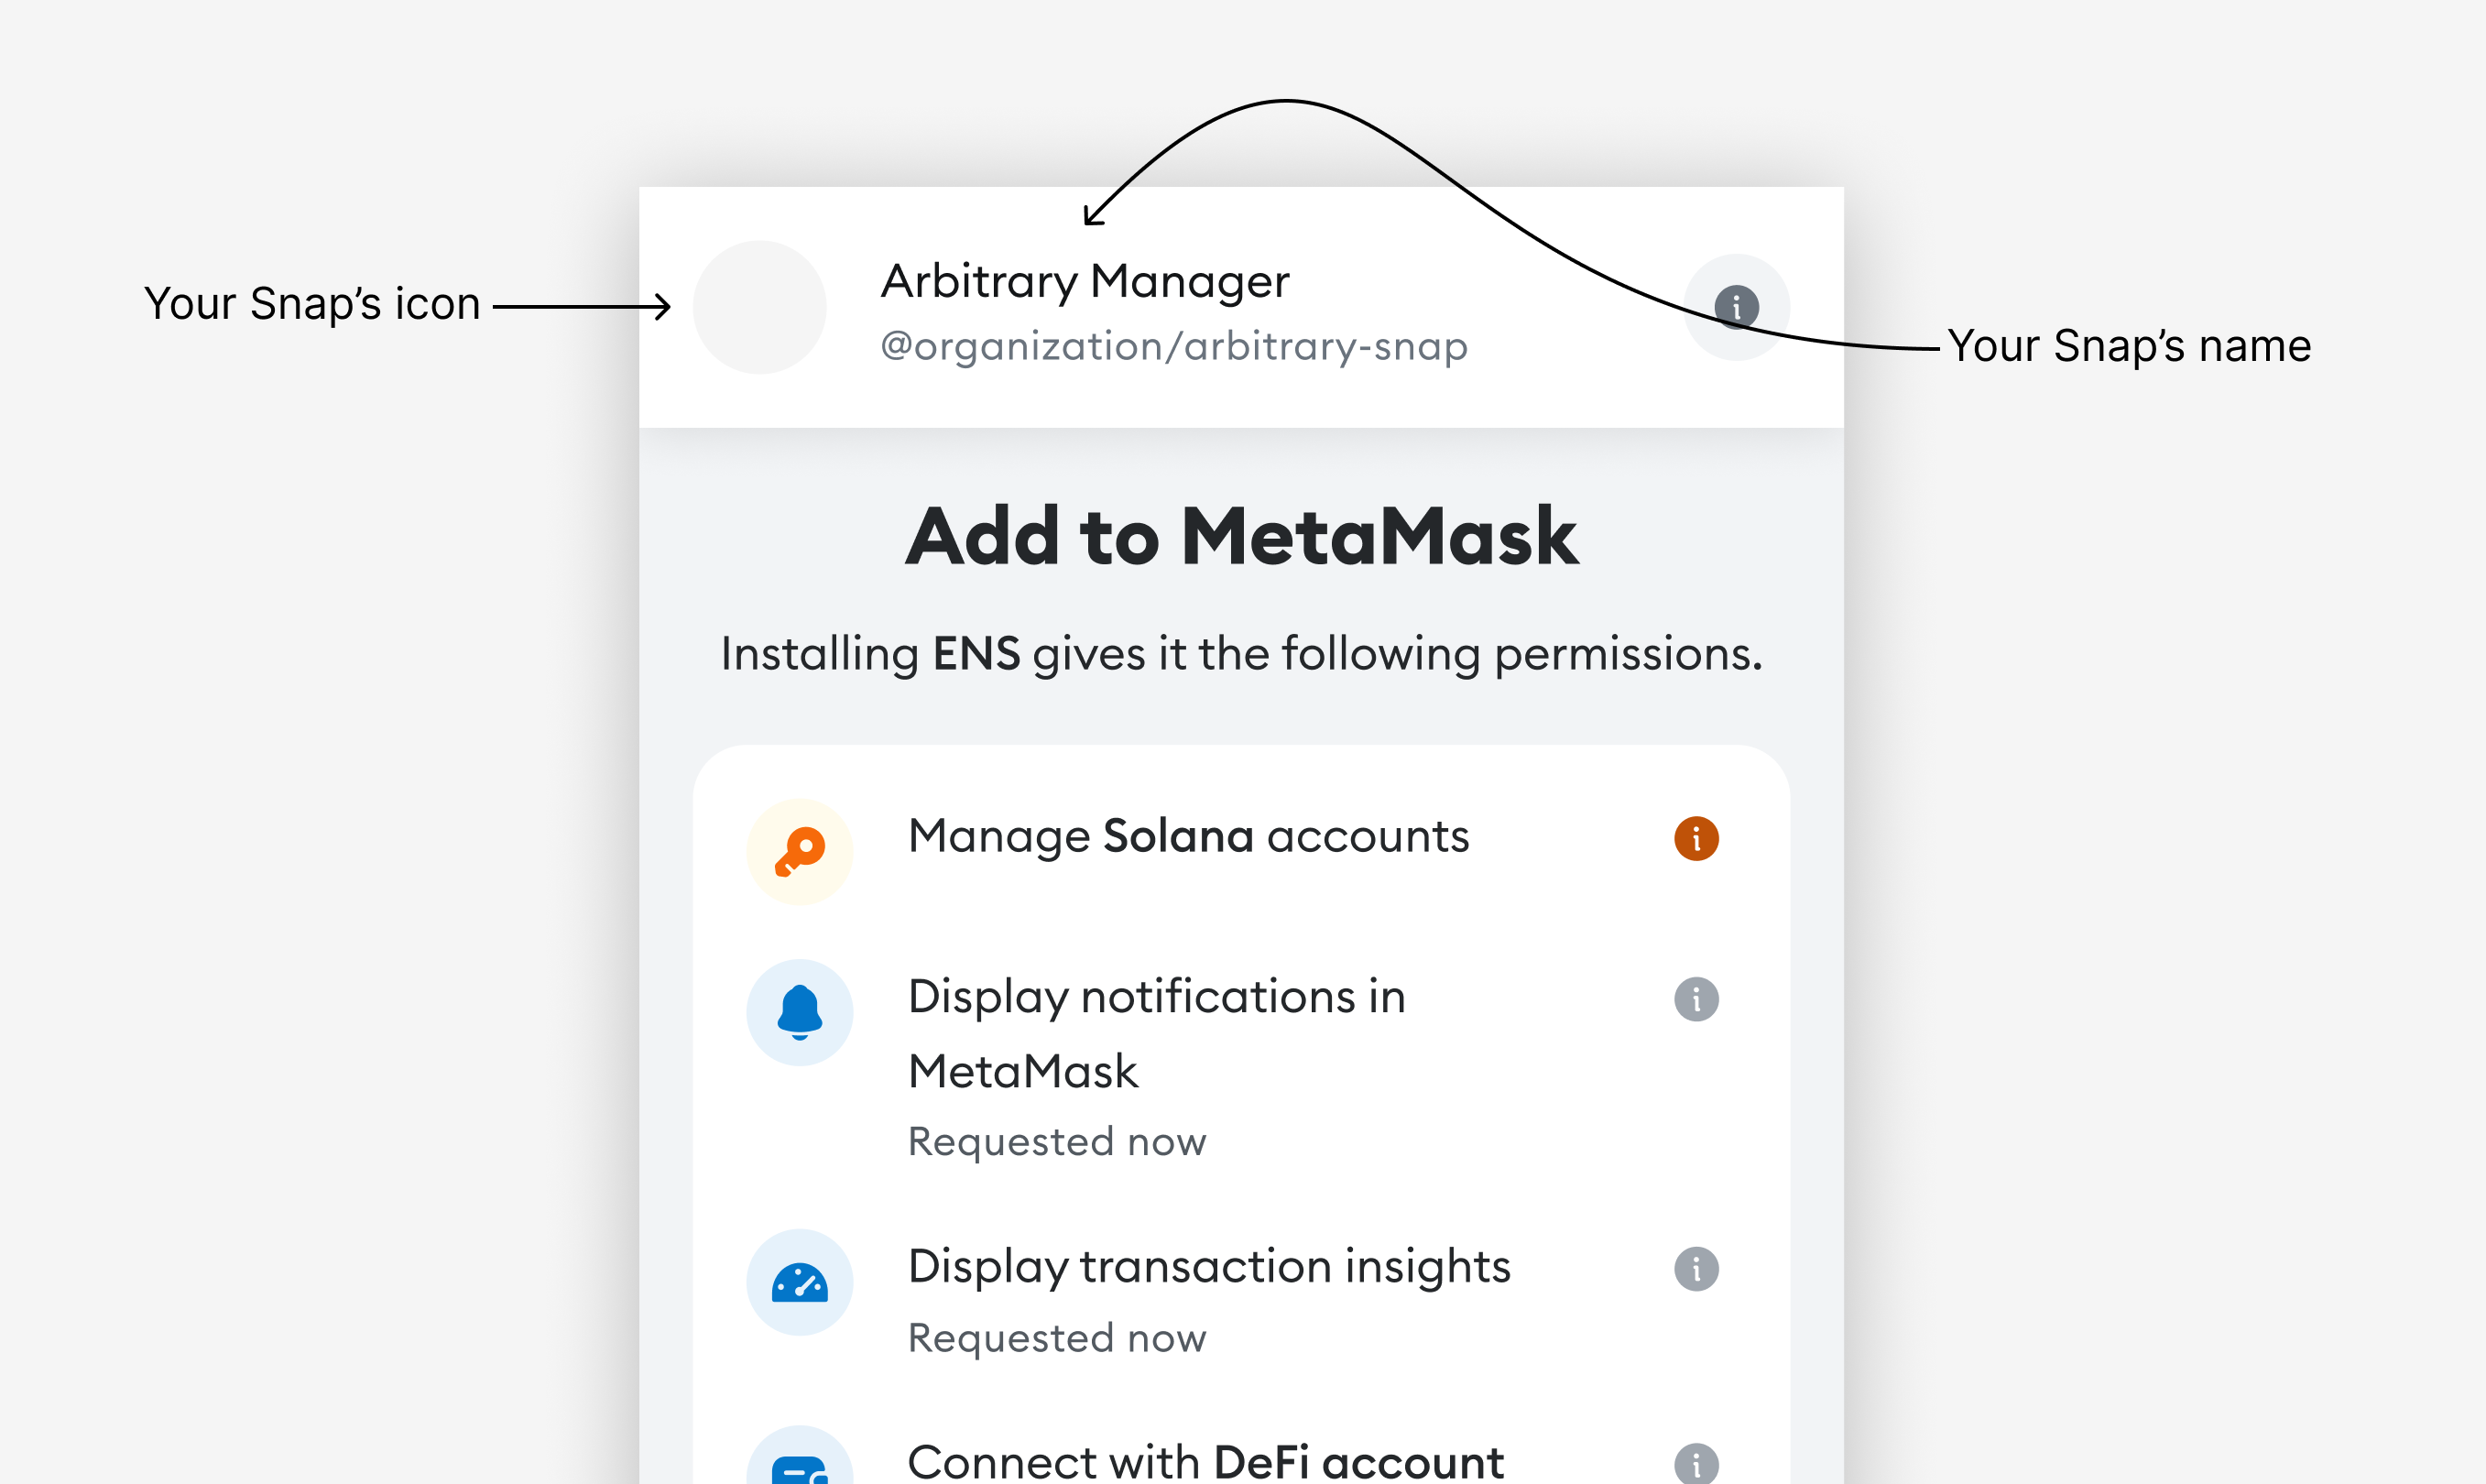 Your Snap’s icon
Arbitrary Manager
@organization/arbitrary-snap
Your Snap’s name
Add to MetaMask
Installing ENS gives it the following permissions.
Manage Solana accounts
Display notifications in
MetaMask
Requested now
Display transaction insights
Requested now
Connect with DeFi account